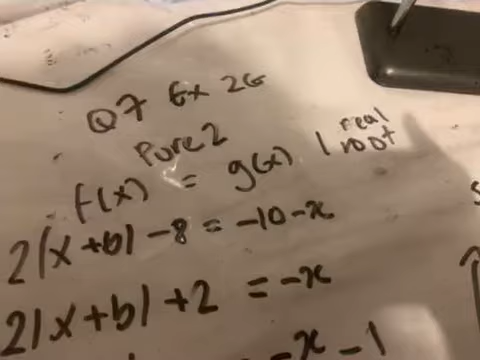 Q7 Ex 2G
Pure 2
f(x) = g(x) 1 real root
2|x+b| - 8 = -10 - x
2|x+b| + 2 = -x
-x - 1